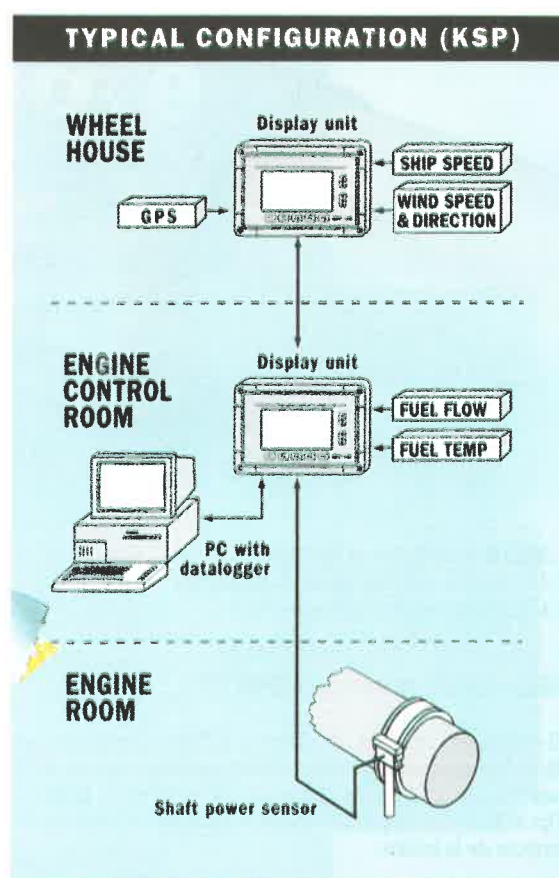 TYPICAL CONFIGURATION (KSP)
WHEEL
HOUSE
Display unit
SHIP SPEED
GPS
WIND SPEED
& DIRECTION
ENGINE
CONTROL
ROOM
Display unit
FUEL FLOW
FUEL TEMP
PC with
datalogger
ENGINE
ROOM
Shaft power sensor